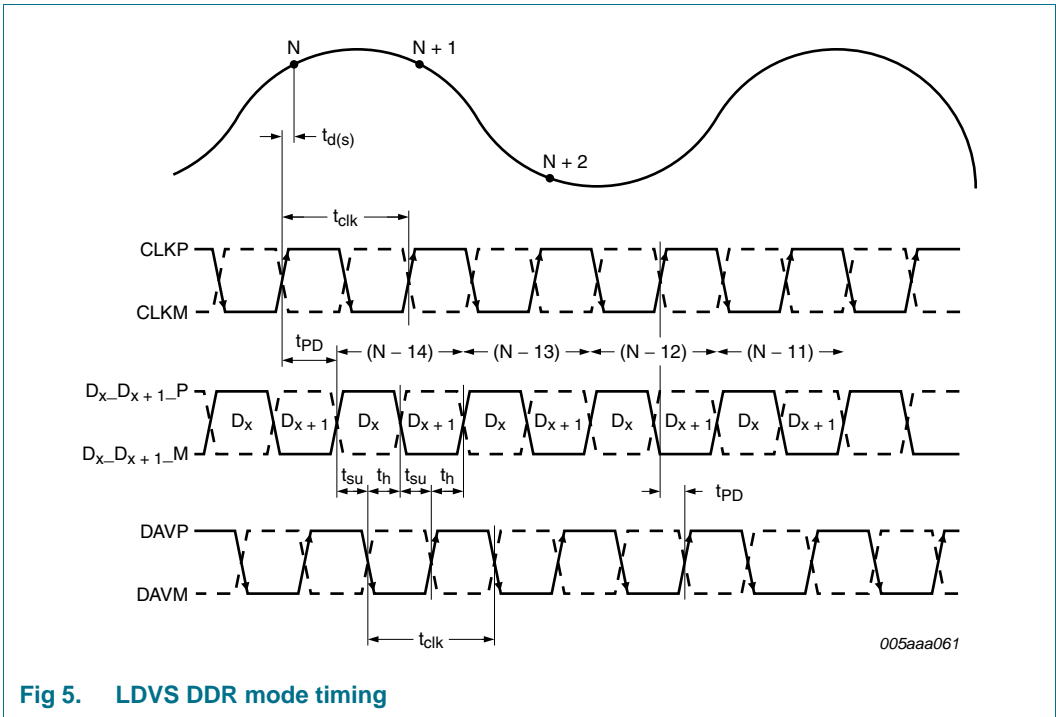 N N + 1
t_d(s)
N + 2
t_clk
CLKP
CLKM
t_PD (N − 14) (N − 13) (N − 12) (N − 11)
D_x_D_x + 1_P
D_x D_x + 1 D_x D_x + 1 D_x D_x + 1 D_x D_x + 1 D_x D_x + 1
D_x_D_x + 1_M
t_su t_h t_su t_h
t_PD
DAVP
DAVM
t_clk
005aaa061
Fig 5. LDVS DDR mode timing